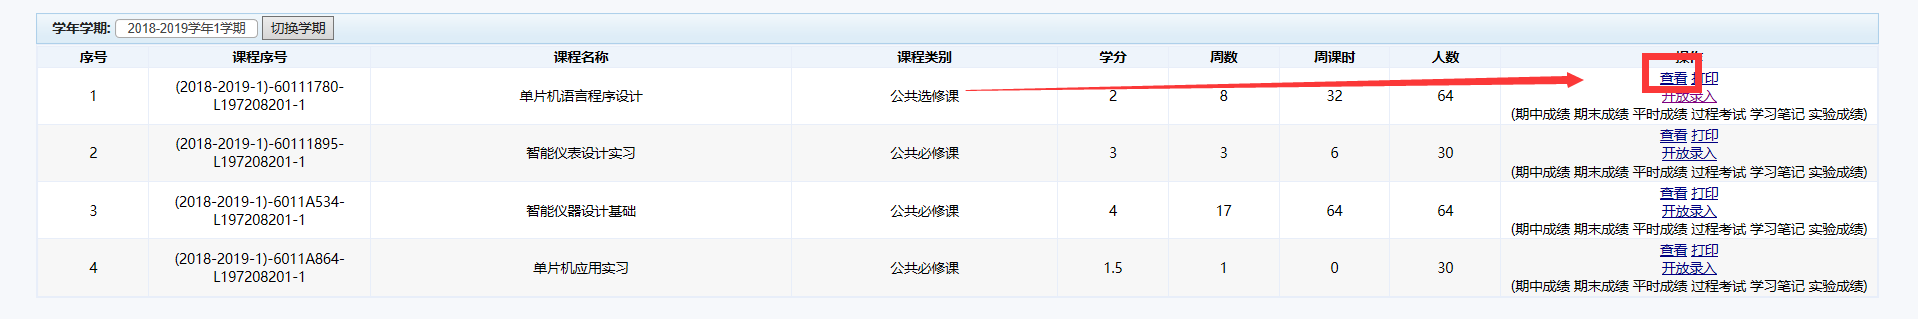 学年学期: 2018-2019学年1学期 切换学期
序号 课程序号 课程名称 课程类别 学分 周数 周课时 人数 操作
1 (2018-2019-1)-60111780-L197208201-1 单片机语言程序设计 公共选修课 2 8 32 64 查看 打印
开放录入
(期中成绩 期末成绩 平时成绩 过程考试 学习笔记 实验成绩)
2 (2018-2019-1)-60111895-L197208201-1 智能仪表设计实习 公共必修课 3 3 6 30 查看 打印
开放录入
(期中成绩 期末成绩 平时成绩 过程考试 学习笔记 实验成绩)
3 (2018-2019-1)-6011A534-L197208201-1 智能仪器设计基础 公共必修课 4 17 64 64 查看 打印
开放录入
(期中成绩 期末成绩 平时成绩 过程考试 学习笔记 实验成绩)
4 (2018-2019-1)-6011A864-L197208201-1 单片机应用实习 公共必修课 1.5 1 0 30 查看 打印
开放录入
(期中成绩 期末成绩 平时成绩 过程考试 学习笔记 实验成绩)